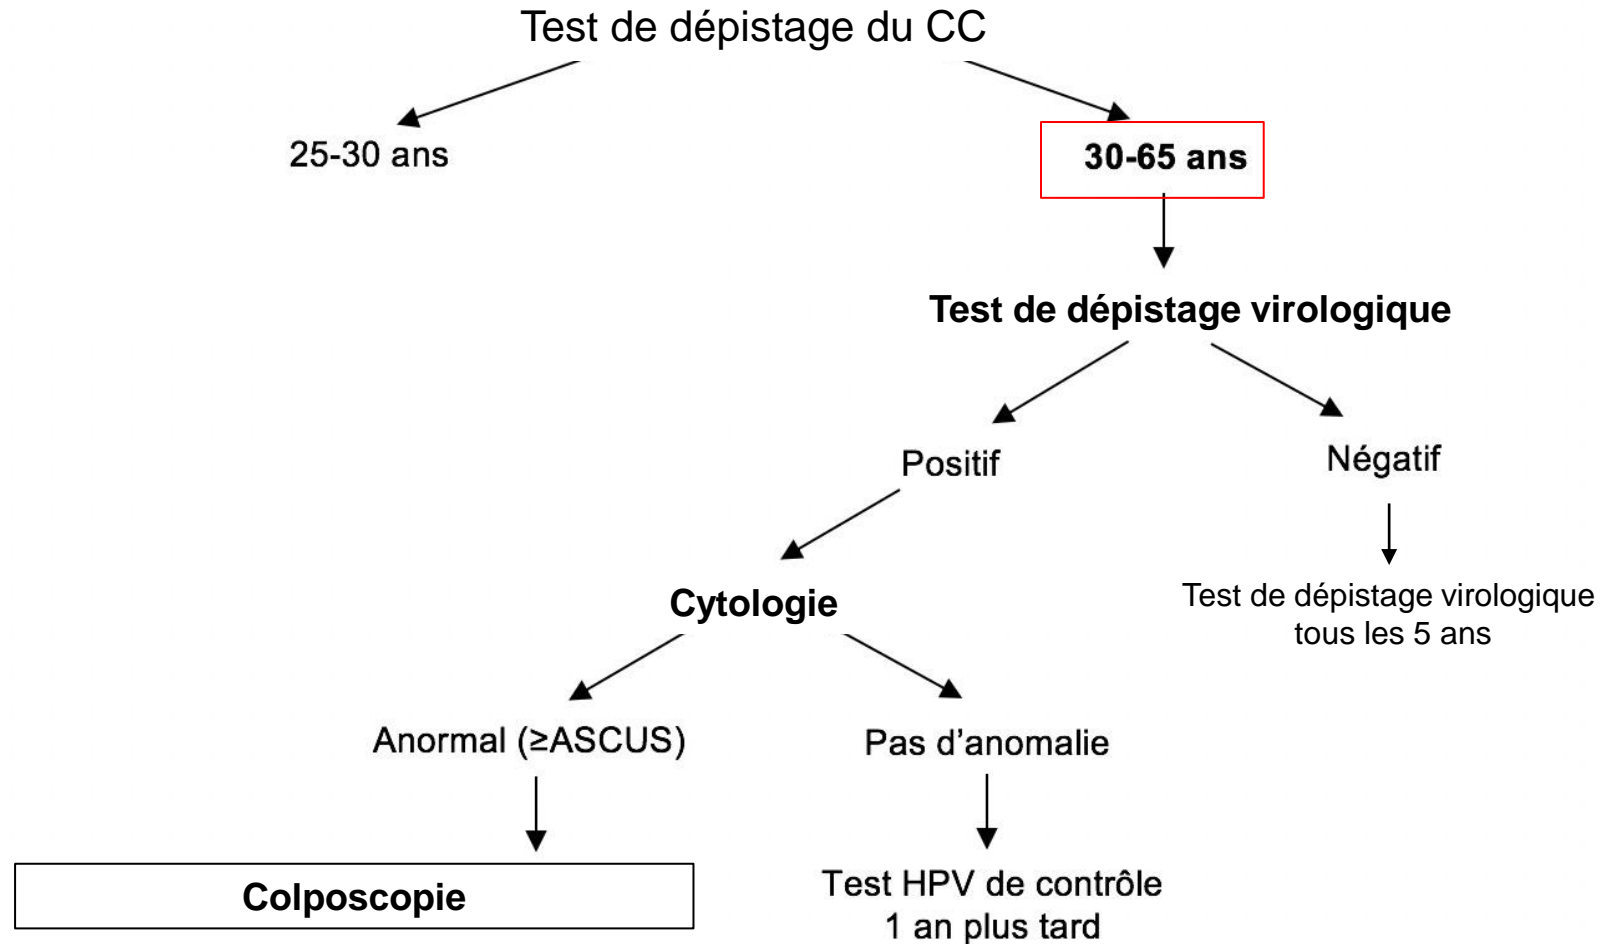 Test de dépistage du CC
25-30 ans
30-65 ans
Test de dépistage virologique
Positif
Négatif
Cytologie
Test de dépistage virologique
tous les 5 ans
Anormal (≥ASCUS)
Pas d'anomalie
Colposcopie
Test HPV de contrôle
1 an plus tard